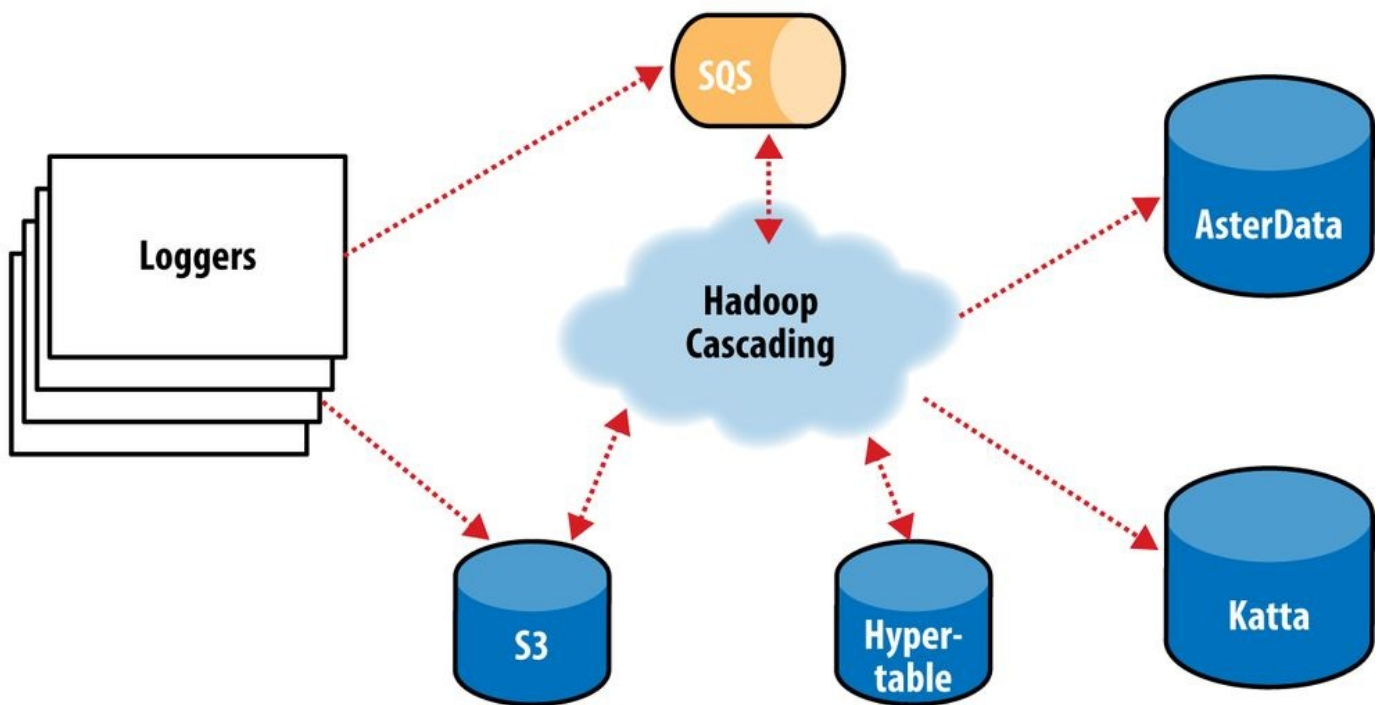 SQS
AsterData
Loggers
Hadoop
Cascading
S3
Hyper-
table
Katta